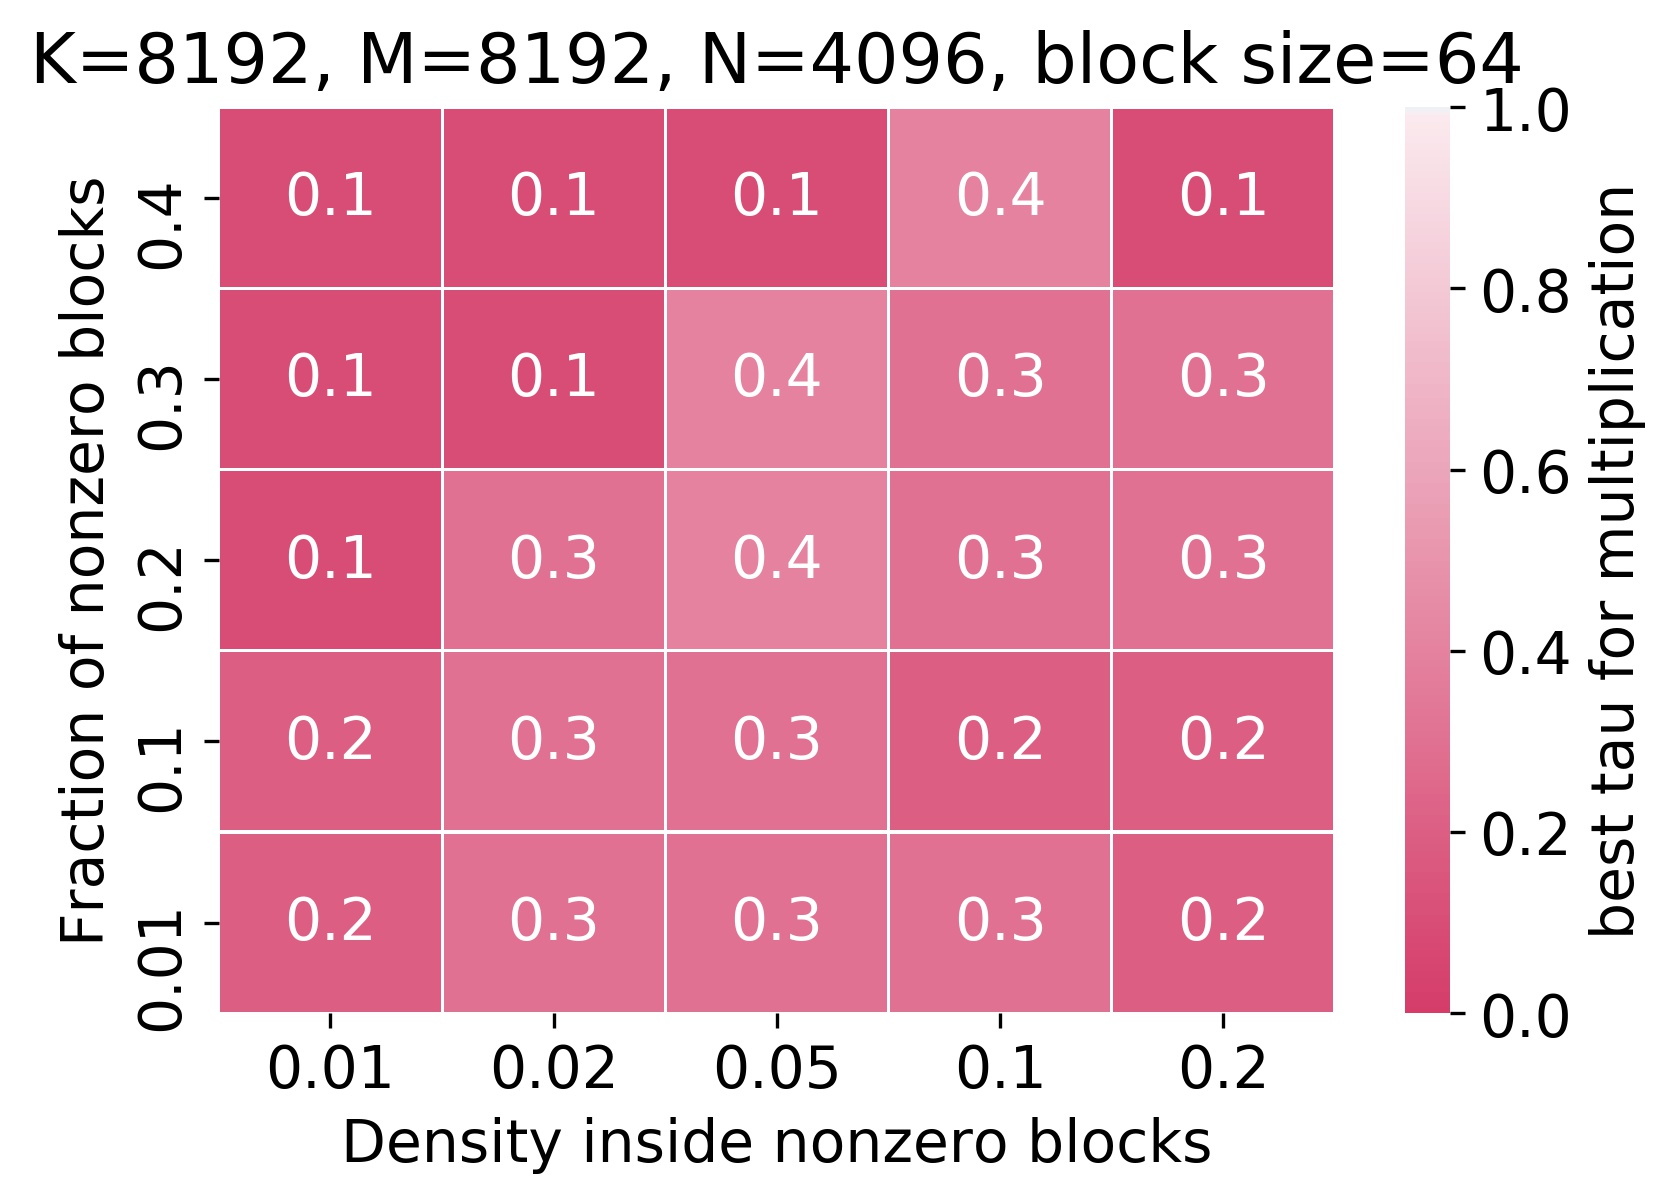 K=8192, M=8192, N=4096, block size=64
Fraction of nonzero blocks
0.4
0.3
0.2
0.1
0.01
0.1 0.1 0.1 0.4 0.1
0.1 0.1 0.4 0.3 0.3
0.1 0.3 0.4 0.3 0.3
0.2 0.3 0.3 0.2 0.2
0.2 0.3 0.3 0.3 0.2
0.01 0.02 0.05 0.1 0.2
Density inside nonzero blocks
1.0
0.8
0.6
0.4
0.2
0.0
best tau for multiplication